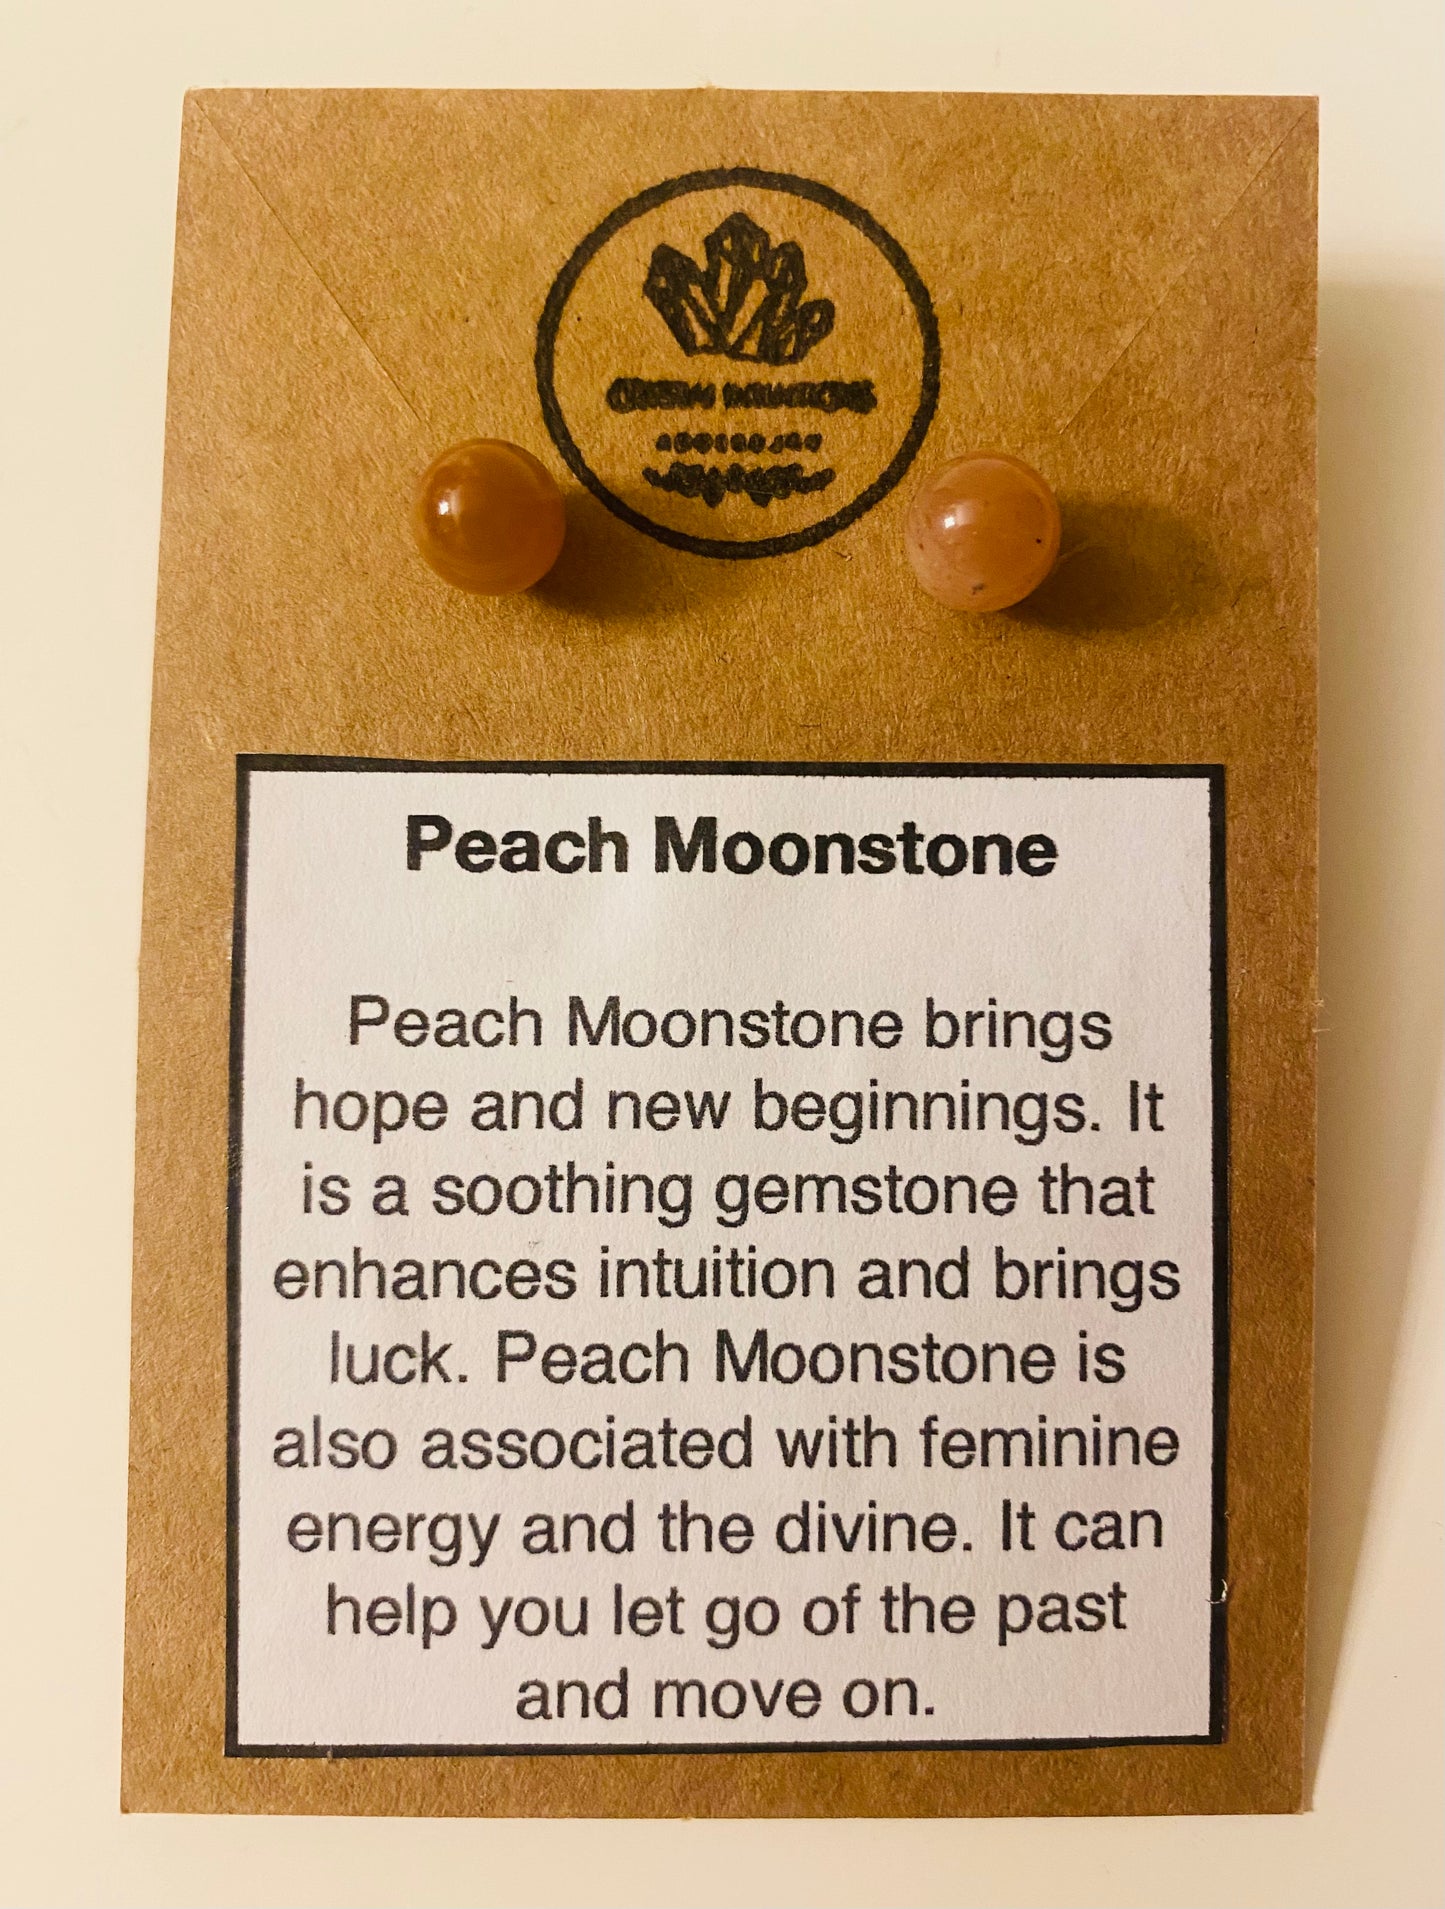 Peach Moonstone
Peach Moonstone brings
hope and new beginnings. It
is a soothing gemstone that
enhances intuition and brings
luck. Peach Moonstone is
also associated with feminine
energy and the divine. It can
help you let go of the past
and move on.